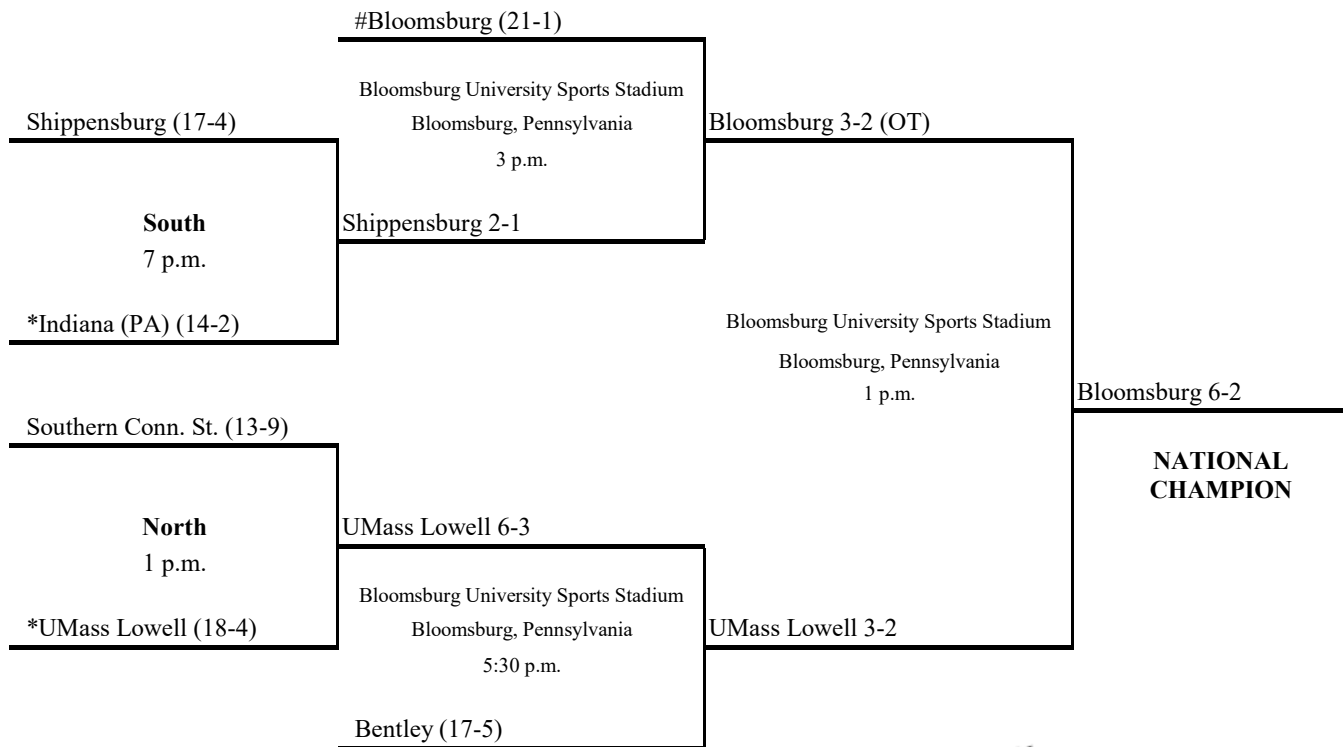 #Bloomsburg (21-1)
Bloomsburg University Sports Stadium
Shippensburg (17-4)
Bloomsburg, Pennsylvania
Bloomsburg 3-2 (OT)
3 p.m.
South
Shippensburg 2-1
7 p.m.
*Indiana (PA) (14-2)
Bloomsburg University Sports Stadium
Bloomsburg, Pennsylvania
1 p.m.
Bloomsburg 6-2
Southern Conn. St. (13-9)
NATIONAL
CHAMPION
North
UMass Lowell 6-3
1 p.m.
Bloomsburg University Sports Stadium
*UMass Lowell (18-4)
Bloomsburg, Pennsylvania
UMass Lowell 3-2
5:30 p.m.
Bentley (17-5)